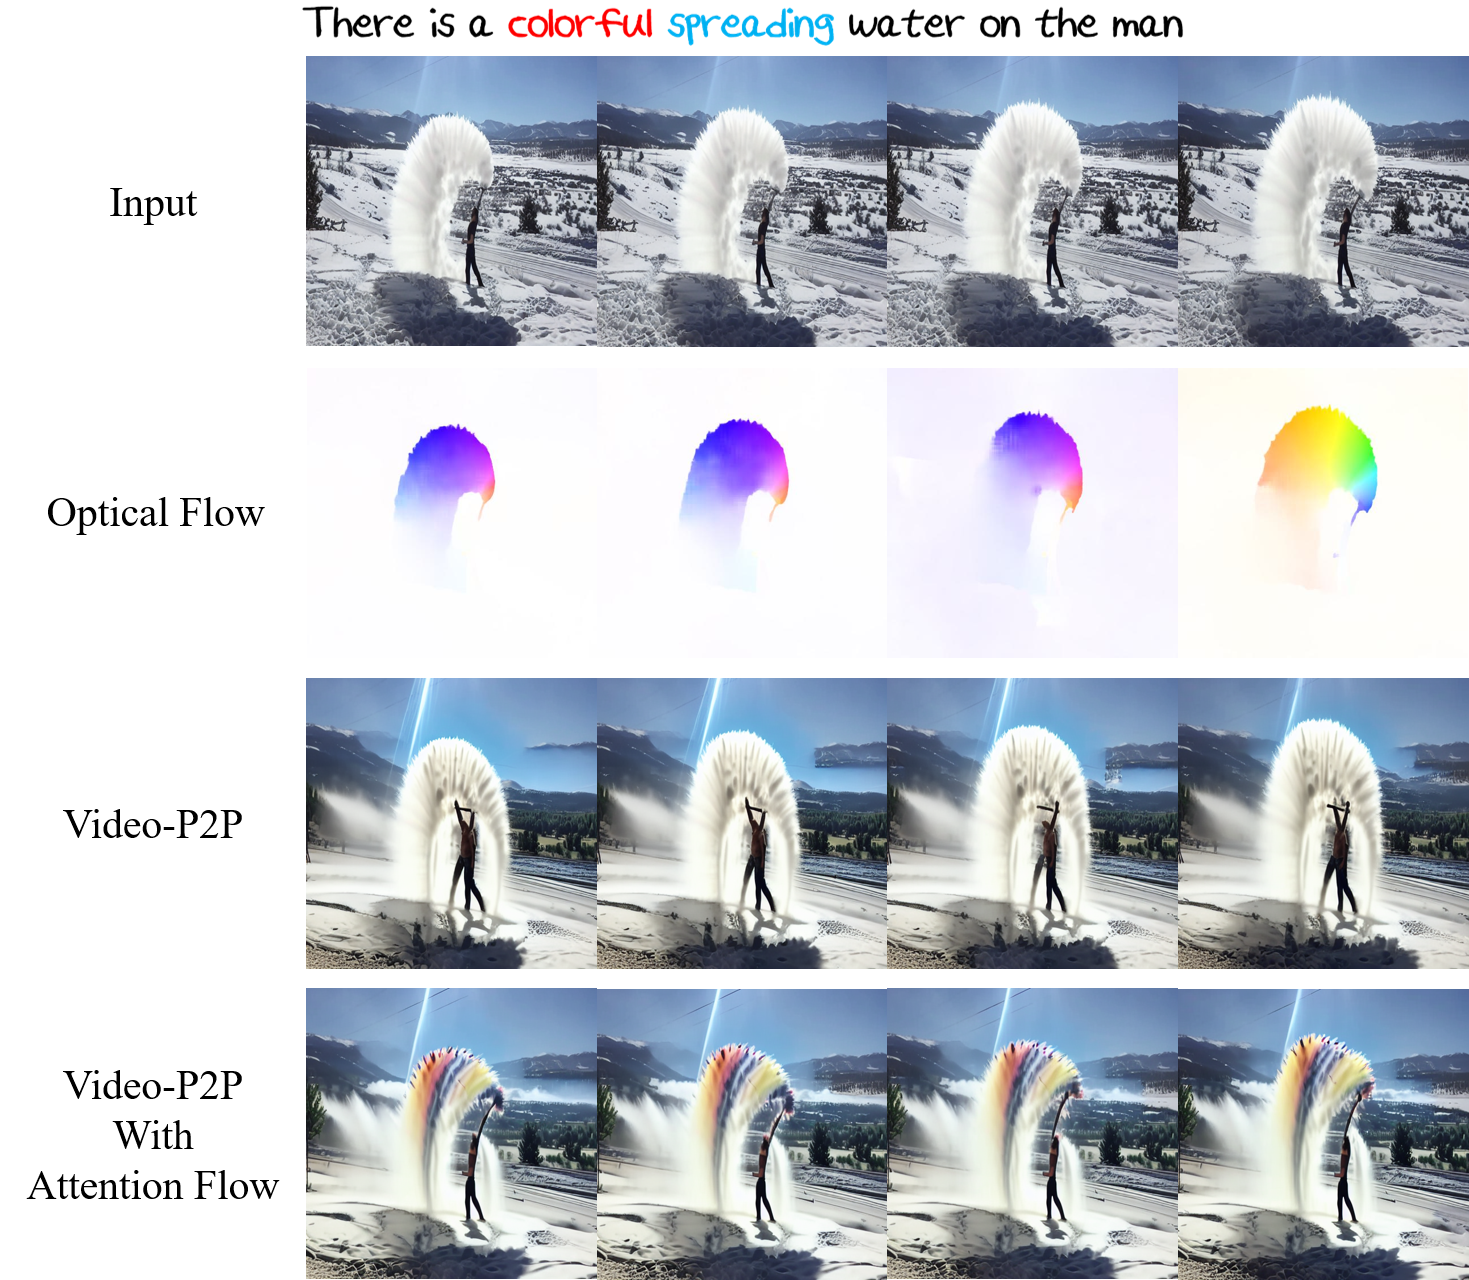 There is a colorful spreading water on the man
Input
Optical Flow
Video-P2P
Video-P2P
With
Attention Flow